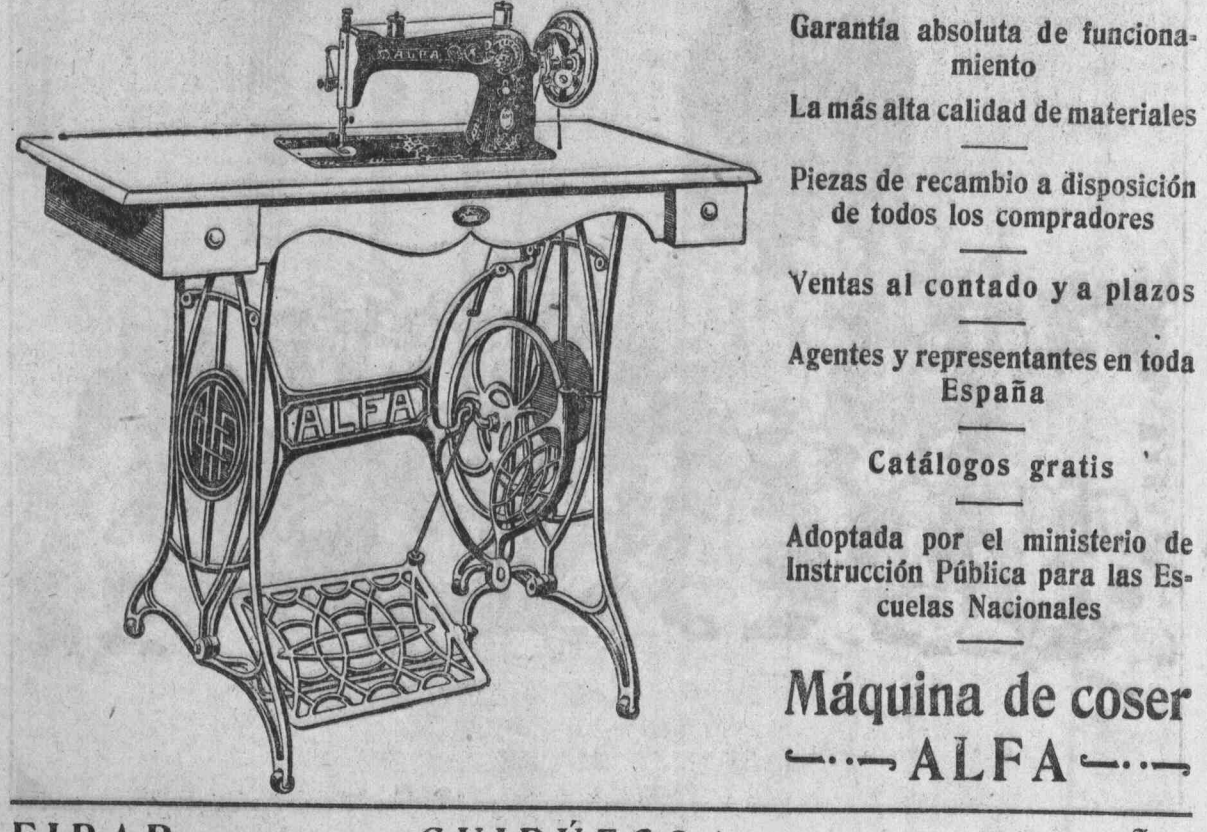 ALFA
ALFA
Garantía absoluta de funciona-
miento
La más alta calidad de materiales
Piezas de recambio a disposición
de todos los compradores
Ventas al contado y a plazos
Agentes y representantes en toda
España
Catálogos gratis
Adoptada por el ministerio de
Instrucción Pública para las Es-
cuelas Nacionales
Máquina de coser
ALFA